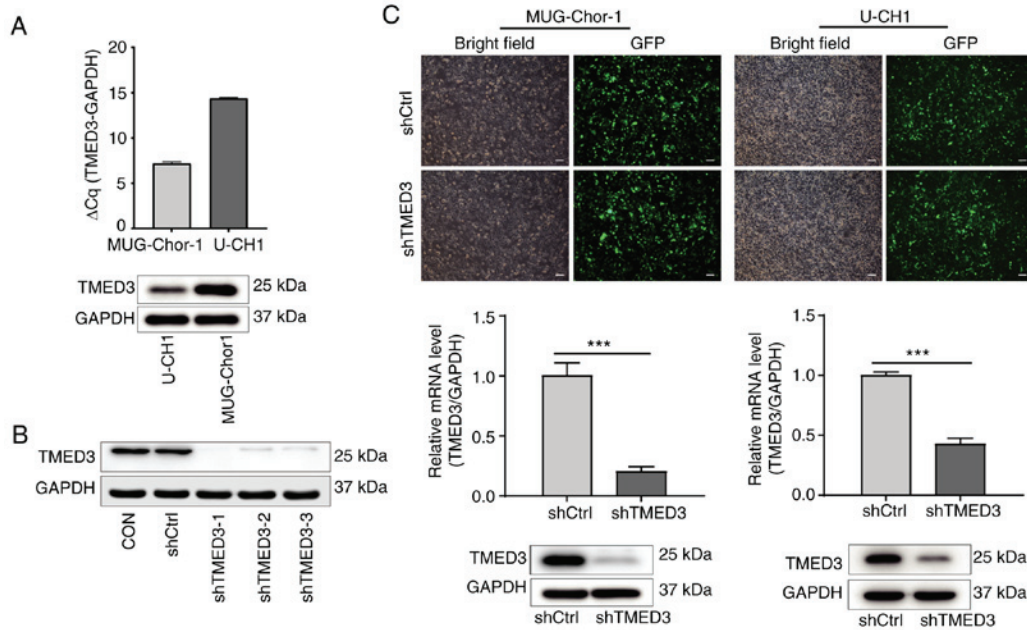 A
20
15
10
5
0
ΔCq (TMED3-GAPDH)
MUG-Chor-1 U-CH1
TMED3 25 kDa
GAPDH 37 kDa
U-CH1
MUG-Chor1
B
TMED3 25 kDa
GAPDH 37 kDa
CON
shCtrl
shTMED3-1
shTMED3-2
shTMED3-3
C
MUG-Chor-1
Bright field GFP
U-CH1
Bright field GFP
shCtrl
shTMED3
Relative mRNA level
(TMED3/GAPDH)
1.5
1.0
0.5
0.0
***
shCtrl shTMED3
TMED3 25 kDa
GAPDH 37 kDa
shCtrl shTMED3
Relative mRNA level
(TMED3/GAPDH)
1.5
1.0
0.5
0.0
***
shCtrl shTMED3
TMED3 25 kDa
GAPDH 37 kDa
shCtrl shTMED3